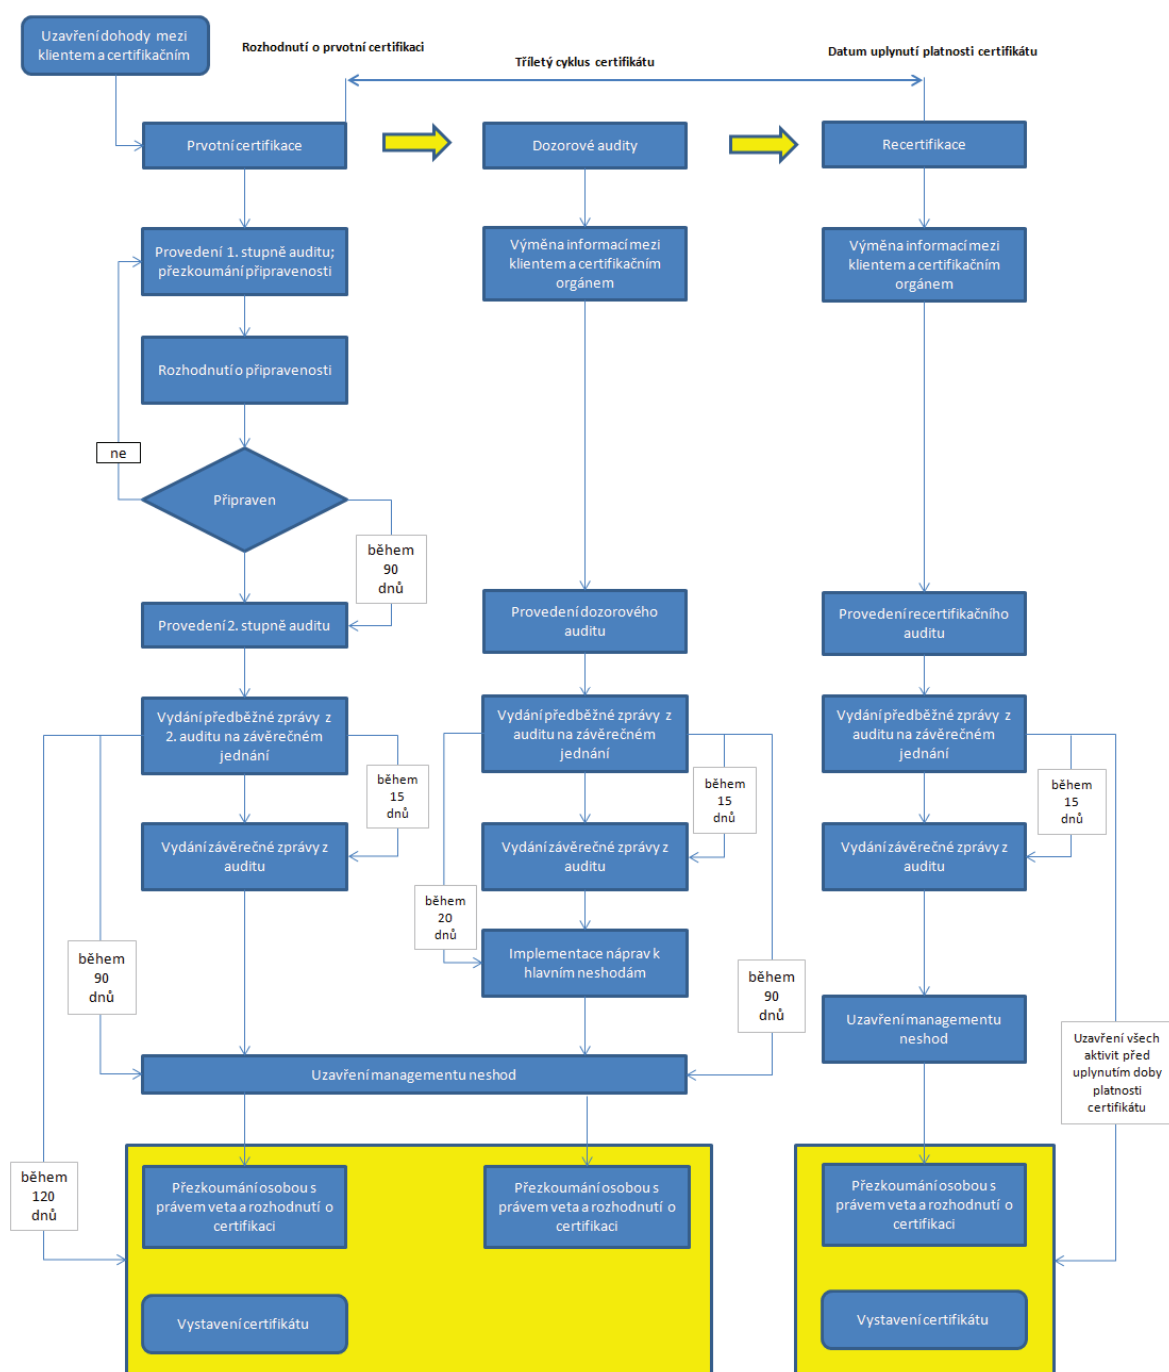 Uzavření dohody mezi
klientem a certifikačním
Rozhodnutí o prvotní certifikaci
Tříletý cyklus certifikátu
Datum uplynutí platnosti certifikátu
Prvotní certifikace
Dozorové audity
Recertifikace
Provedení 1. stupně auditu;
přezkoumání připravenosti
Výměna informací mezi
klientem a certifikačním
orgánem
Výměna informací mezi
klientem a certifikačním
orgánem
Rozhodnutí o připravenosti
ne
Připraven
během
90
dnů
Provedení 2. stupně auditu
Provedení dozorového
auditu
Provedení recertifikačního
auditu
Vydání předběžné zprávy z
2. auditu na závěrečném
jednání
Vydání předběžné zprávy z
auditu na závěrečném
jednání
Vydání předběžné zprávy z
auditu na závěrečném
jednání
během
15
dnů
během
15
dnů
během
15
dnů
Vydání závěrečné zprávy z
auditu
Vydání závěrečné zprávy z
auditu
Vydání závěrečné zprávy z
auditu
během
20
dnů
během
90
dnů
Implementace náprav k
hlavním neshodám
během
90
dnů
Uzavření managementu
neshod
Uzavření všech
aktivit před
uplynutím doby
platnosti
certifikátu
Uzavření managementu neshod
během
120
dnů
Přezkoumání osobou s
právem veta a rozhodnutí o
certifikaci
Přezkoumání osobou s
právem veta a rozhodnutí o
certifikaci
Přezkoumání osobou s
právem veta a rozhodnutí o
certifikaci
Vystavení certifikátu
Vystavení certifikátu